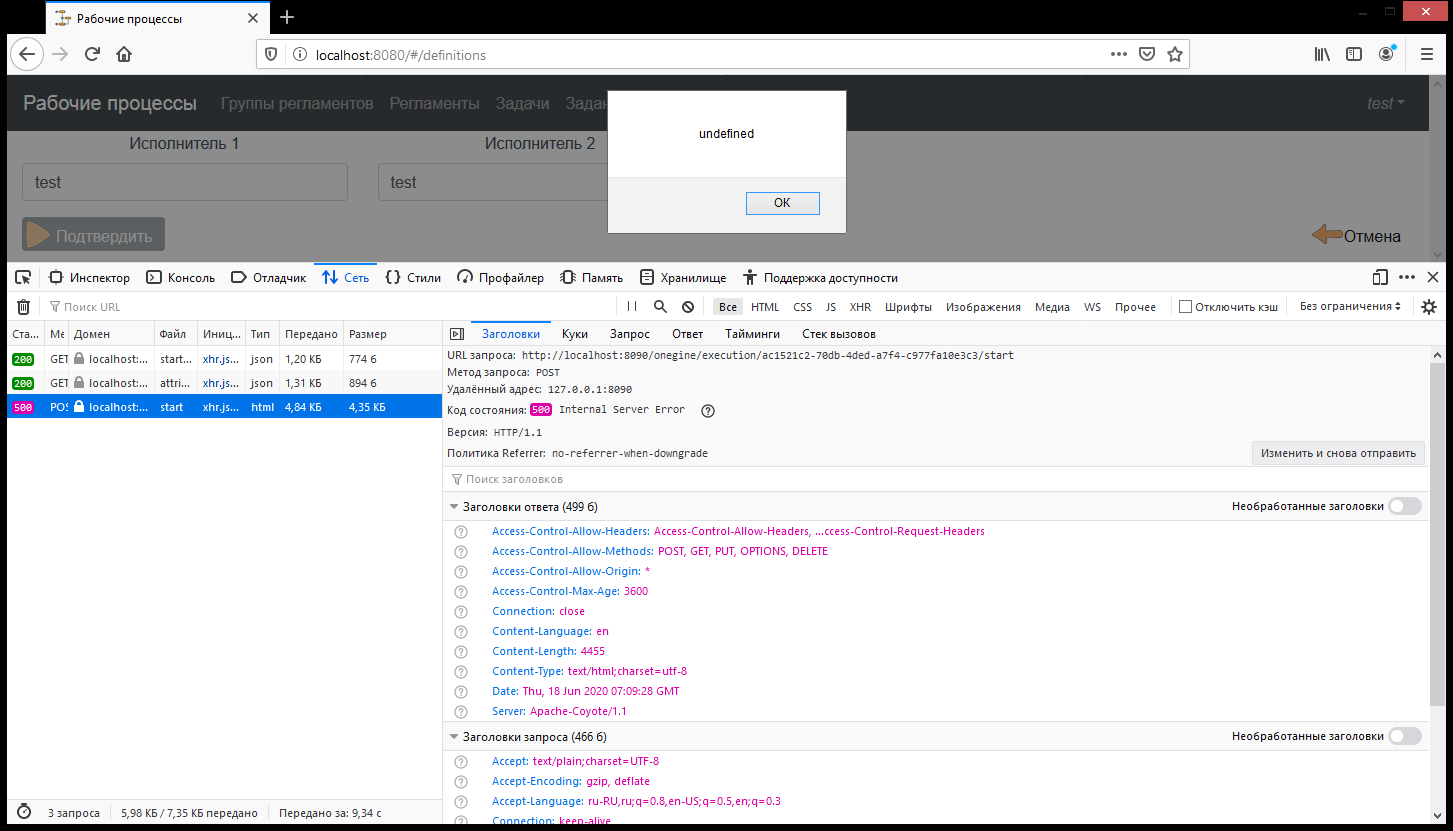 Рабочие процессы
localhost:8080/#/definitions
Рабочие процессы Группы регламентов Регламенты Задачи Задан test
undefined
OK
Исполнитель 1 Исполнитель 2
test test
Подтвердить Отмена
Инспектор Консоль Отладчик Сеть Стили Профайлер Память Хранилище Поддержка доступности
Поиск URL Все HTML CSS JS XHR Шрифты Изображения Медиа WS Прочее Отключить кэш Без ограничения
Ста... Ме Домен Файл Иниц... Тип Передано Размер
200 GET localhost:... start... xhr.js... json 1,20 КБ 774 б
200 GET localhost:... attri... xhr.js... json 1,31 КБ 894 б
500 POS localhost:... start xhr.js... html 4,84 КБ 4,35 КБ
3 запроса 5,98 КБ / 7,35 КБ передано Передано за: 9,34 с
Заголовки Куки Запрос Ответ Тайминги Стек вызовов
URL запроса: http://localhost:8090/onegine/execution/ac1521c2-70db-4ded-a7f4-c977fa10e3c3/start
Метод запроса: POST
Удалённый адрес: 127.0.0.1:8090
Код состояния: 500 Internal Server Error
Версия: HTTP/1.1
Политика Referrer: no-referrer-when-downgrade
Изменить и снова отправить
Поиск заголовков
Заголовки ответа (499 б) Необработанные заголовки
Access-Control-Allow-Headers: Access-Control-Allow-Headers, ...ccess-Control-Request-Headers
Access-Control-Allow-Methods: POST, GET, PUT, OPTIONS, DELETE
Access-Control-Allow-Origin: *
Access-Control-Max-Age: 3600
Connection: close
Content-Language: en
Content-Length: 4455
Content-Type: text/html;charset=utf-8
Date: Thu, 18 Jun 2020 07:09:28 GMT
Server: Apache-Coyote/1.1
Заголовки запроса (466 б) Необработанные заголовки
Accept: text/plain;charset=UTF-8
Accept-Encoding: gzip, deflate
Accept-Language: ru-RU,ru;q=0.8,en-US;q=0.5,en;q=0.3
Connection: keep-alive